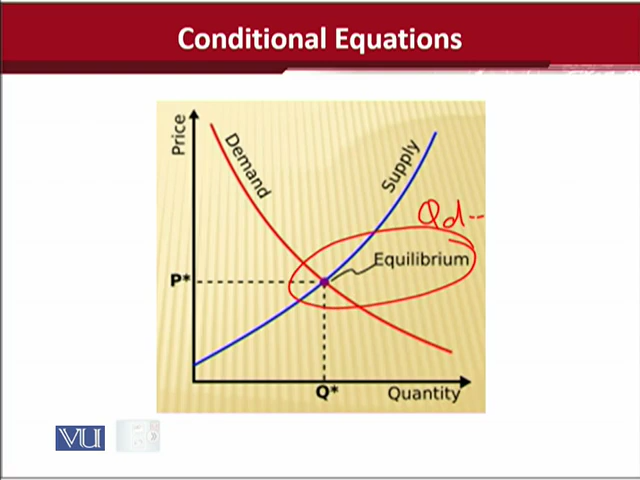 Conditional Equations
Price
Demand
Supply
Qd--
Equilibrium
P*
Q*
Quantity
VU